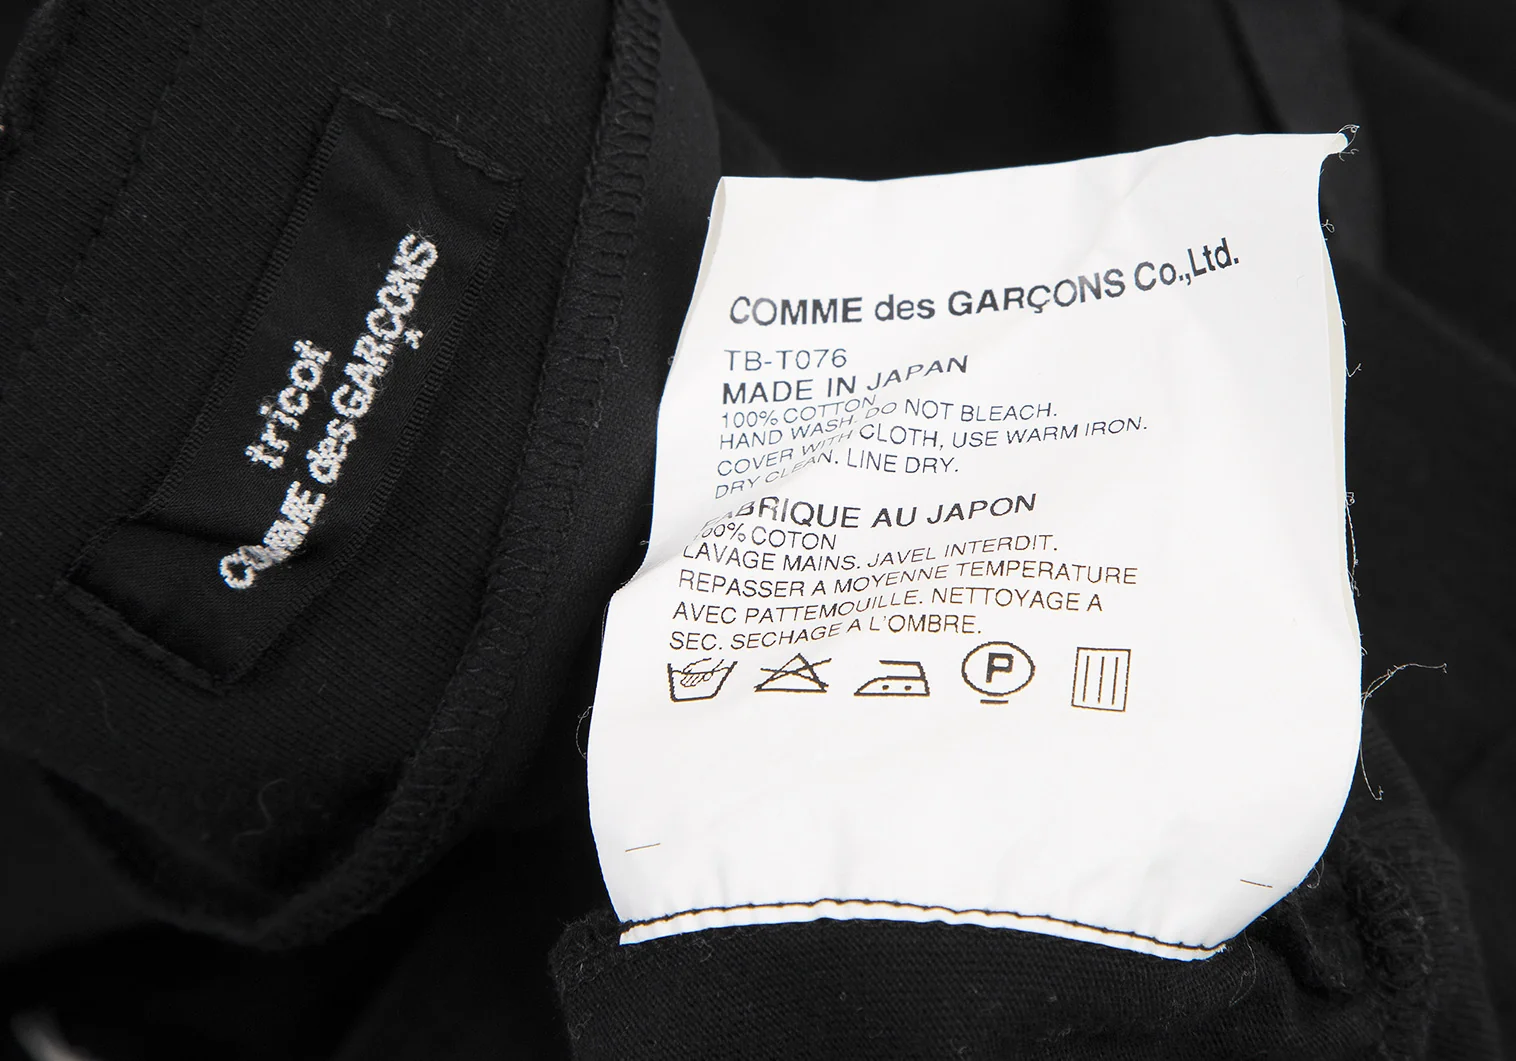 tricot
COMME des GARÇONS
COMME des GARÇONS Co.,Ltd.
TB-T076
MADE IN JAPAN
100% COTTON
HAND WASH. DO NOT BLEACH.
COVER WITH CLOTH, USE WARM IRON.
DRY CLEAN. LINE DRY.
FABRIQUE AU JAPON
100% COTON
LAVAGE MAINS. JAVEL INTERDIT.
REPASSER A MOYENNE TEMPERATURE
AVEC PATTEMOUILLE. NETTOYAGE A
SEC. SECHAGE A L'OMBRE.
P